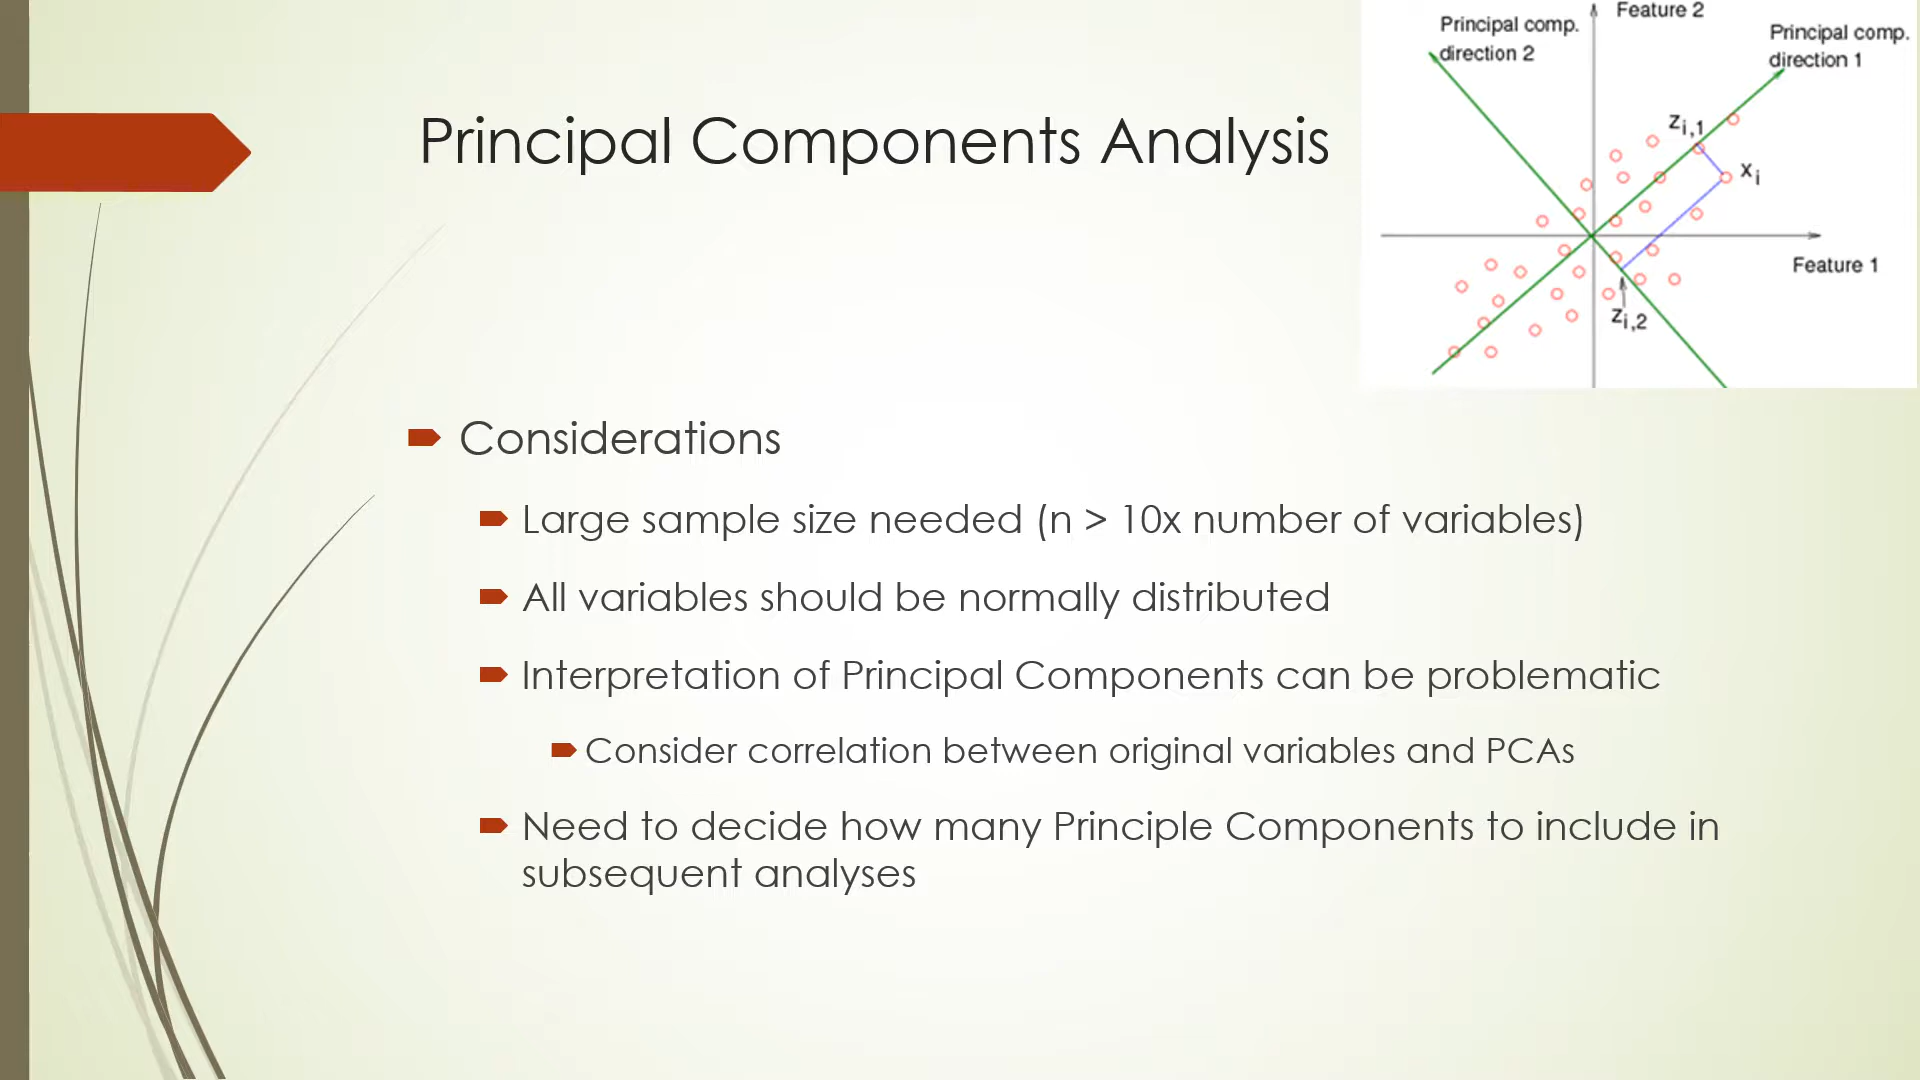 Principal Components Analysis
Principal comp.
direction 2
Feature 2
Principal comp.
direction 1
zi,1
xi
Feature 1
zi,2
Considerations
Large sample size needed (n > 10x number of variables)
All variables should be normally distributed
Interpretation of Principal Components can be problematic
Consider correlation between original variables and PCAs
Need to decide how many Principle Components to include in
subsequent analyses